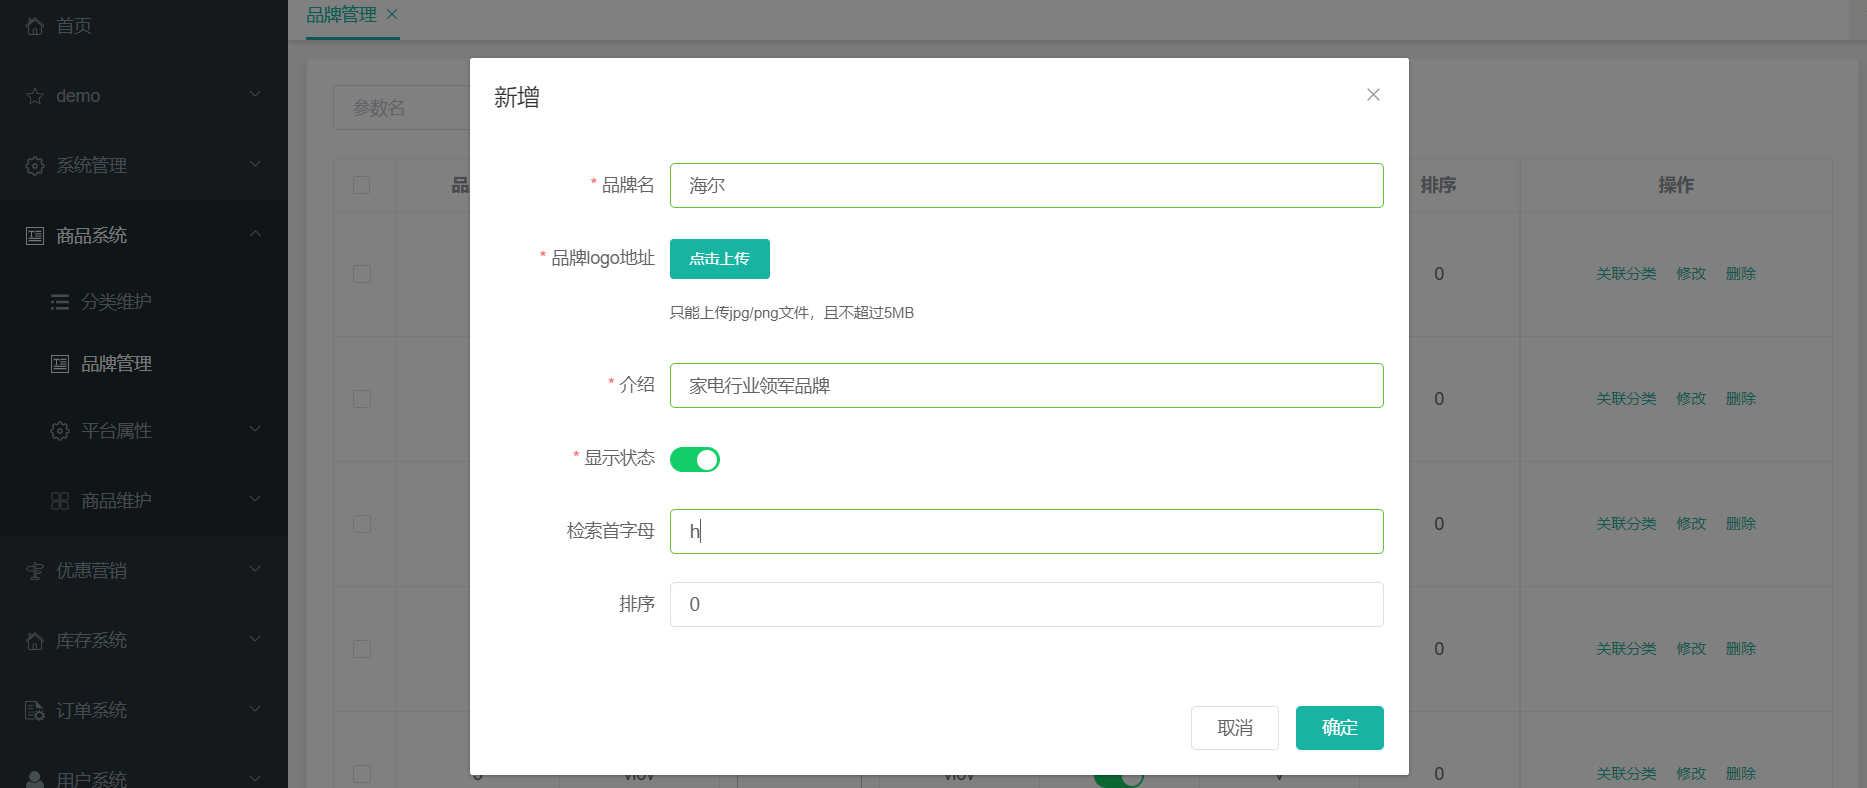 首页
demo
系统管理
商品系统
分类维护
品牌管理
平台属性
商品维护
优惠营销
库存系统
订单系统
用户系统
品牌管理
参数名
品
排序
操作
0
关联分类 修改 删除
0
关联分类 修改 删除
0
关联分类 修改 删除
0
关联分类 修改 删除
0
关联分类 修改 删除
新增
* 品牌名
海尔
* 品牌logo地址
点击上传
只能上传jpg/png文件，且不超过5MB
* 介绍
家电行业领军品牌
* 显示状态
检索首字母
h
排序
0
取消
确定